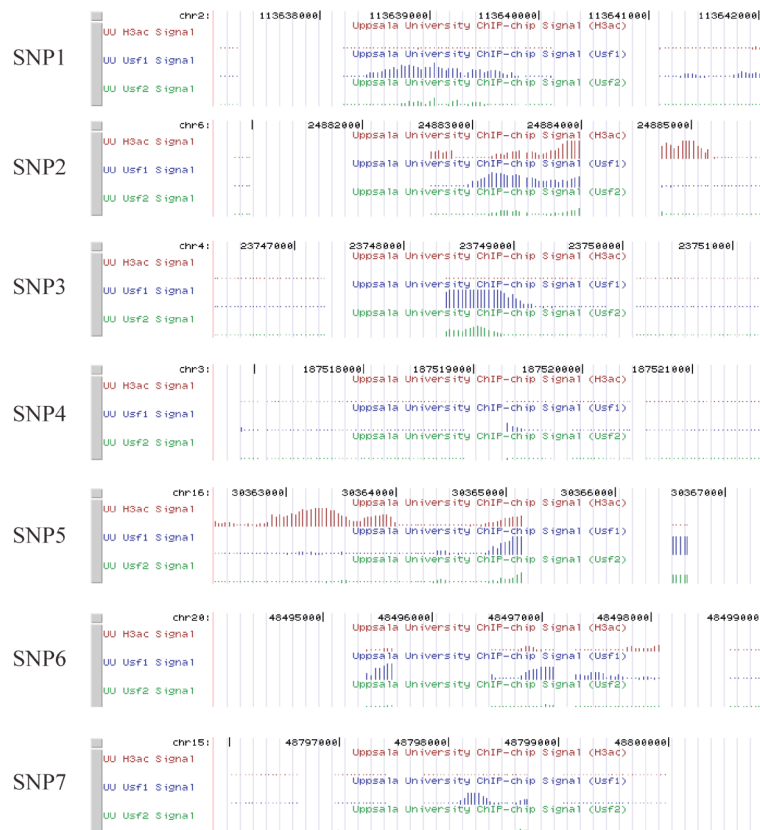 SNP1
chr2: 113638000| 113639000| 113640000| 113641000| 113642000|
Uppsala University ChIP-chip Signal (H3ac)
UU H3ac Signal
Uppsala University ChIP-chip Signal (Usf1)
UU Usf1 Signal
Uppsala University ChIP-chip Signal (Usf2)
UU Usf2 Signal
SNP2
chr6: | 24882000| 24883000| 24884000| 24885000|
Uppsala University ChIP-chip Signal (H3ac)
UU H3ac Signal
Uppsala University ChIP-chip Signal (Usf1)
UU Usf1 Signal
Uppsala University ChIP-chip Signal (Usf2)
UU Usf2 Signal
SNP3
chr4: 23747000| 23748000| 23749000| 23750000| 23751000|
Uppsala University ChIP-chip Signal (H3ac)
UU H3ac Signal
Uppsala University ChIP-chip Signal (Usf1)
UU Usf1 Signal
Uppsala University ChIP-chip Signal (Usf2)
UU Usf2 Signal
SNP4
chr3: | 187518000| 187519000| 187520000| 187521000|
Uppsala University ChIP-chip Signal (H3ac)
UU H3ac Signal
Uppsala University ChIP-chip Signal (Usf1)
UU Usf1 Signal
Uppsala University ChIP-chip Signal (Usf2)
UU Usf2 Signal
SNP5
chr16: 30363000| 30364000| 30365000| 30366000| 30367000|
Uppsala University ChIP-chip Signal (H3ac)
UU H3ac Signal
Uppsala University ChIP-chip Signal (Usf1)
UU Usf1 Signal
Uppsala University ChIP-chip Signal (Usf2)
UU Usf2 Signal
SNP6
chr20: 48495000| 48496000| 48497000| 48498000| 48499000|
Uppsala University ChIP-chip Signal (H3ac)
UU H3ac Signal
Uppsala University ChIP-chip Signal (Usf1)
UU Usf1 Signal
Uppsala University ChIP-chip Signal (Usf2)
UU Usf2 Signal
SNP7
chr15: | 48797000| 48798000| 48799000| 48800000|
Uppsala University ChIP-chip Signal (H3ac)
UU H3ac Signal
Uppsala University ChIP-chip Signal (Usf1)
UU Usf1 Signal
Uppsala University ChIP-chip Signal (Usf2)
UU Usf2 Signal